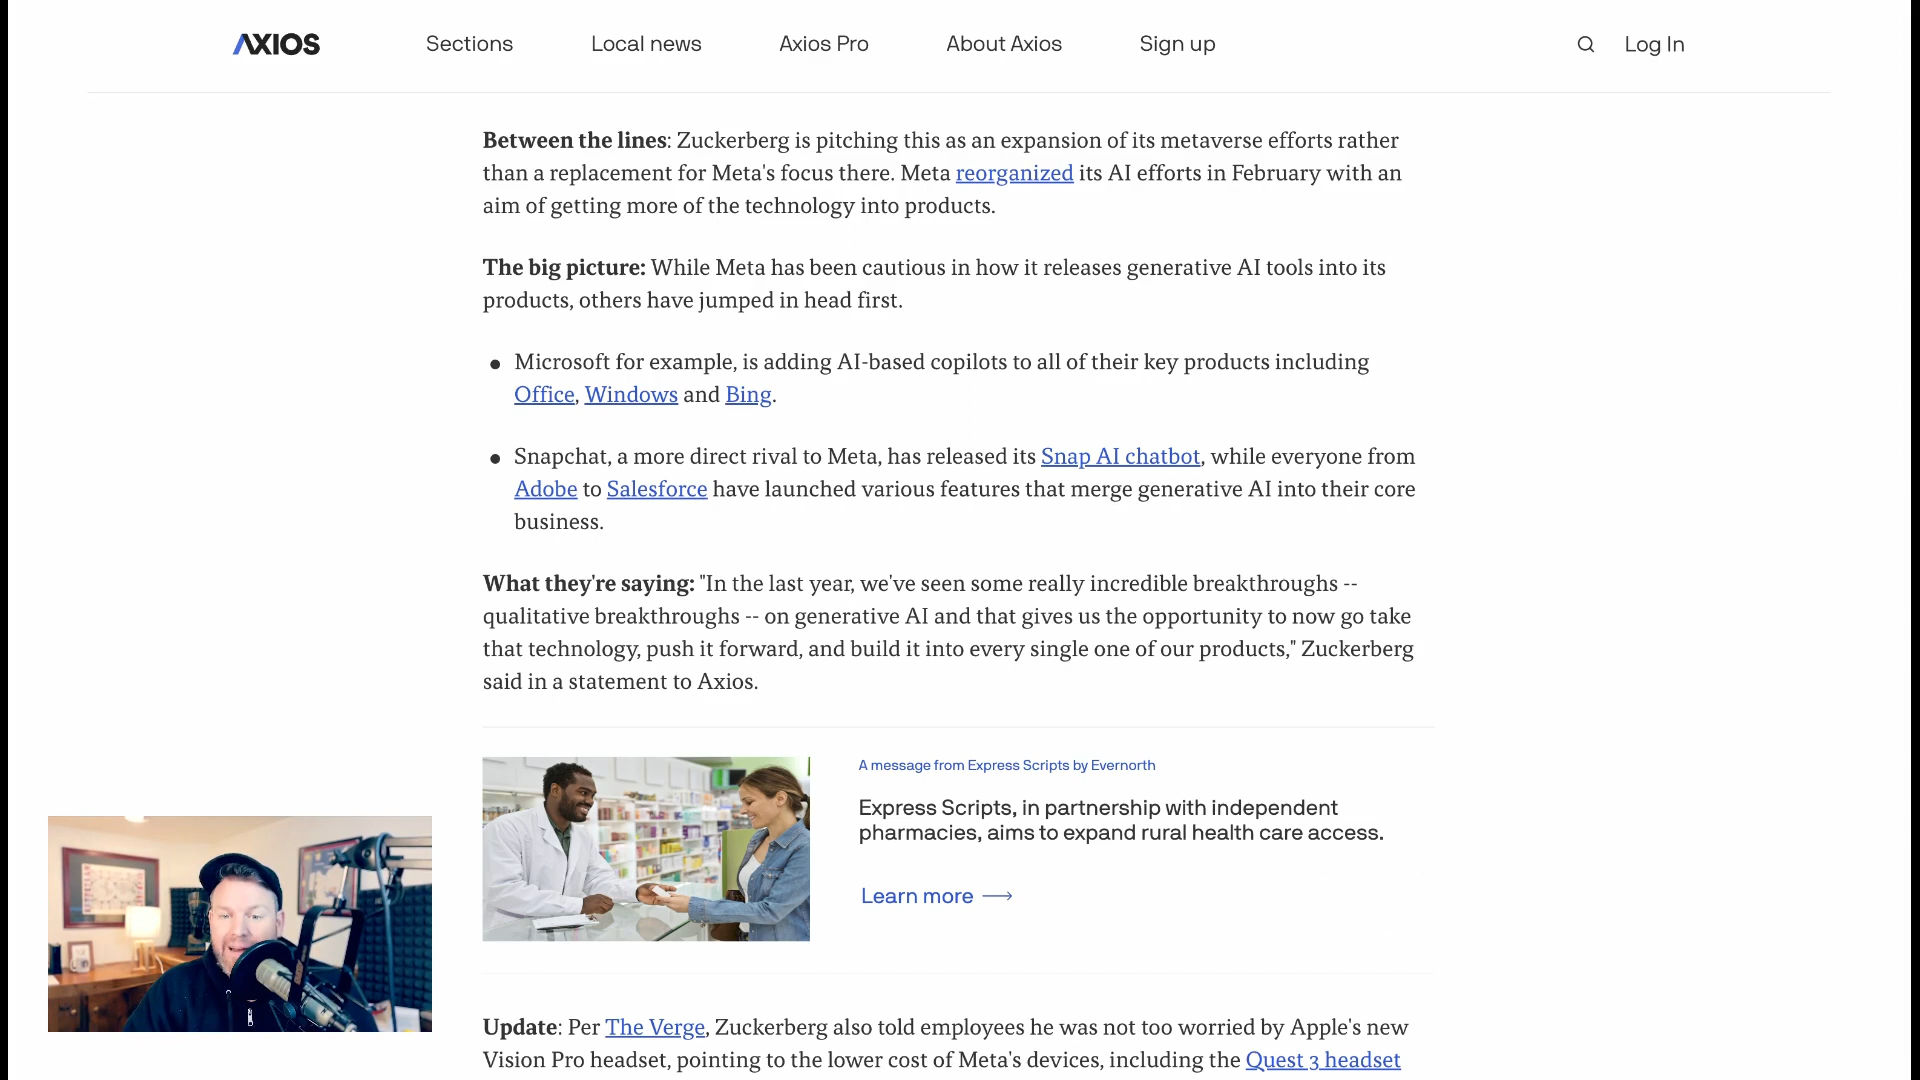 AXIOS
Sections
Local news
Axios Pro
About Axios
Sign up
Log In
Between the lines: Zuckerberg is pitching this as an expansion of its metaverse efforts rather
than a replacement for Meta's focus there. Meta reorganized its AI efforts in February with an
aim of getting more of the technology into products.
The big picture: While Meta has been cautious in how it releases generative AI tools into its
products, others have jumped in head first.
Microsoft for example, is adding AI-based copilots to all of their key products including
Office, Windows and Bing.
Snapchat, a more direct rival to Meta, has released its Snap AI chatbot, while everyone from
Adobe to Salesforce have launched various features that merge generative AI into their core
business.
What they're saying: "In the last year, we've seen some really incredible breakthroughs --
qualitative breakthroughs -- on generative AI and that gives us the opportunity to now go take
that technology, push it forward, and build it into every single one of our products," Zuckerberg
said in a statement to Axios.
A message from Express Scripts by Evernorth
Express Scripts, in partnership with independent
pharmacies, aims to expand rural health care access.
Learn more
Update: Per The Verge, Zuckerberg also told employees he was not too worried by Apple's new
Vision Pro headset, pointing to the lower cost of Meta's devices, including the Quest 3 headset